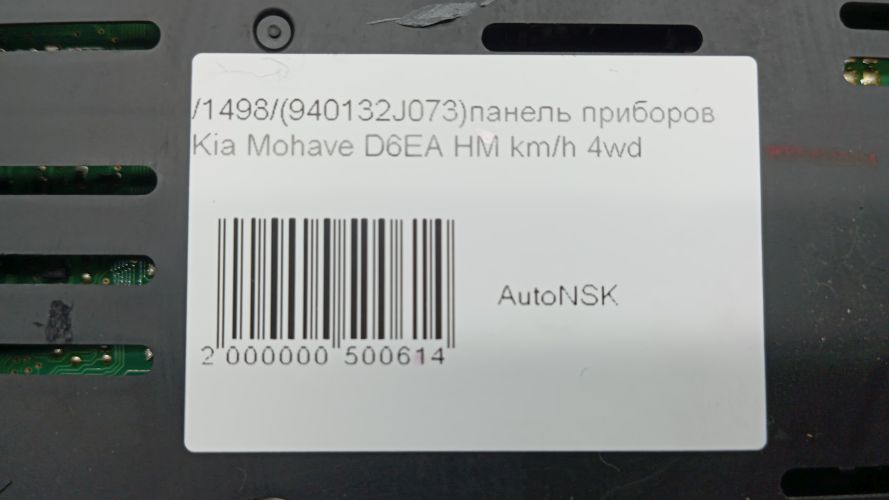 /1498/(940132J073)панель приборов
Kia Mohave D6EA HM km/h 4wd
AutoNSK
2 000000 500614